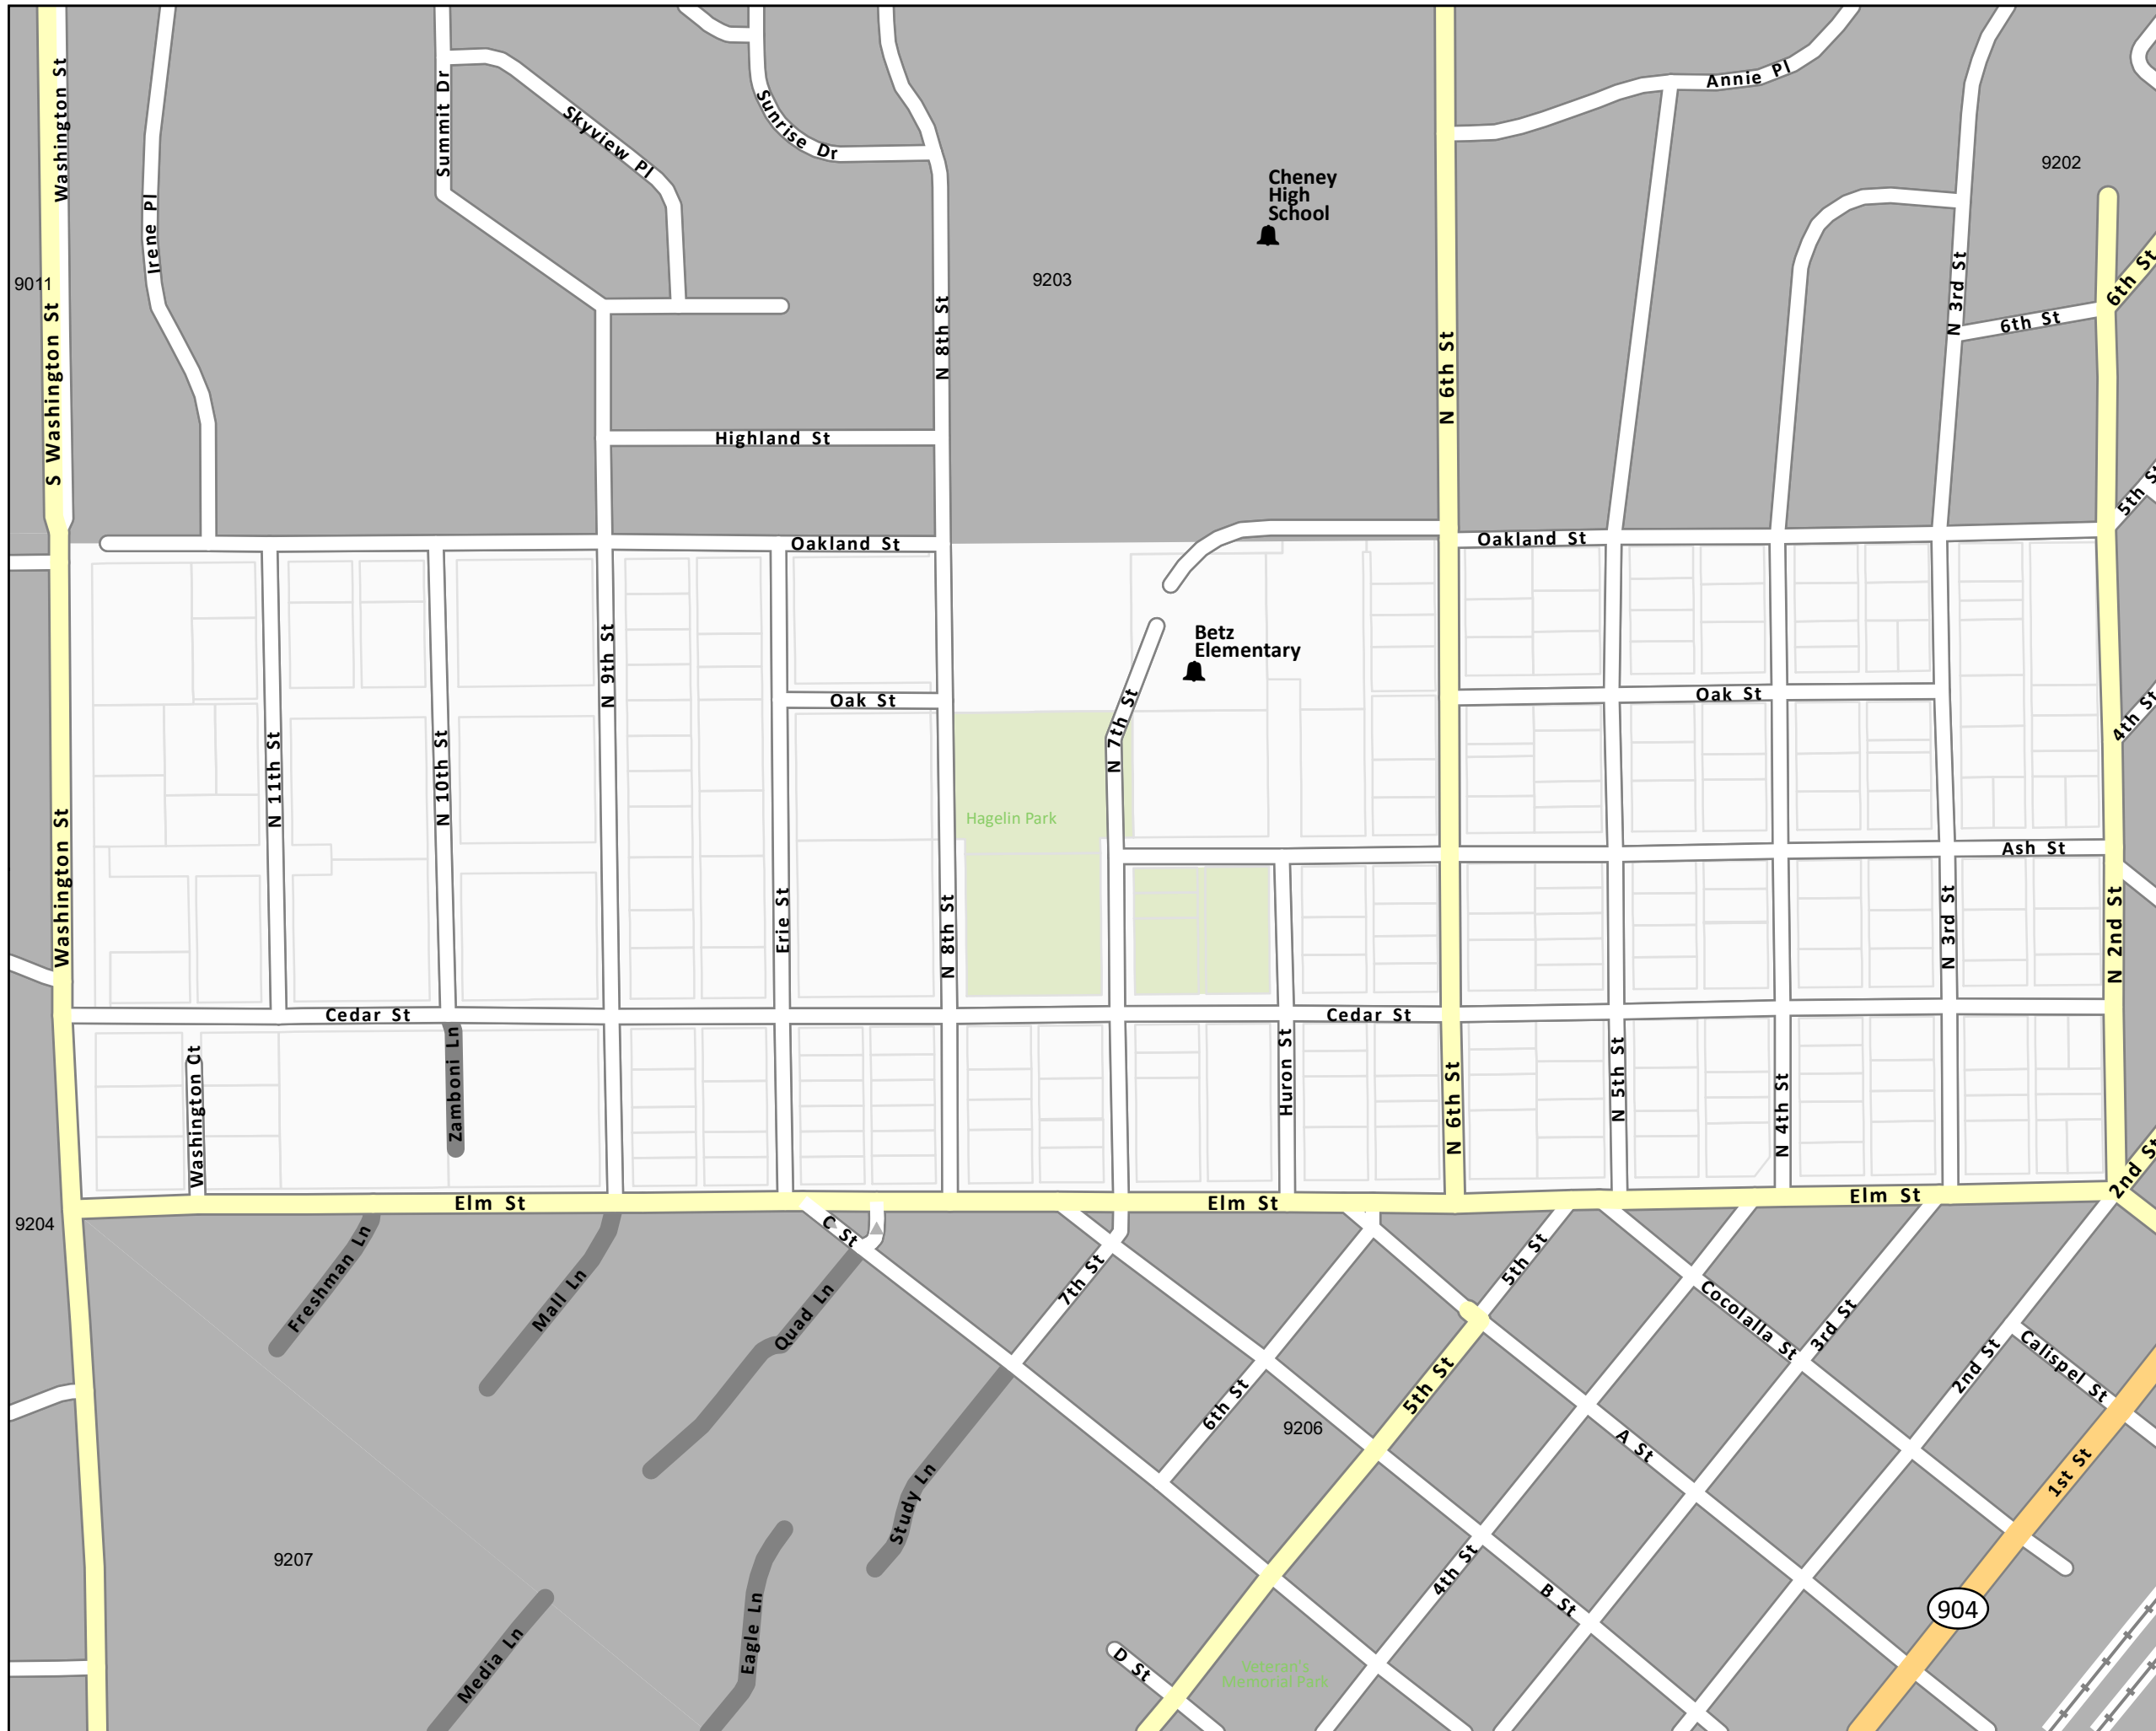 Washington St
Summit Dr
Skyview Pl
Sunrise Dr
Annie Pl
Irene Pl
Cheney
High
School
9202
9011
9203
S Washington St
N 8th St
N 6th St
N 3rd St
6th St
6th St
Highland St
5th St
Oakland St
Oakland St
Betz
Elementary
N 9th St
Oak St
Oak St
N 7th St
4th St
N 11th St
N 10th St
Hagelin Park
Ash St
Washington St
Erie St
N 8th St
N 3rd St
N 2nd St
Cedar St
Cedar St
Washington Ct
Zamboni Ln
Huron St
N 6th St
N 5th St
N 4th St
2nd St
Elm St
Elm St
Elm St
9204
C St
Freshman Ln
Mall Ln
Quad Ln
7th St
5th St
Cocolalla St
3rd St
Calispel St
2nd St
5th St
6th St
9206
A St
1st St
Study Ln
9207
4th St
B St
904
Eagle Ln
Media Ln
D St
Veteran's
Memorial Park